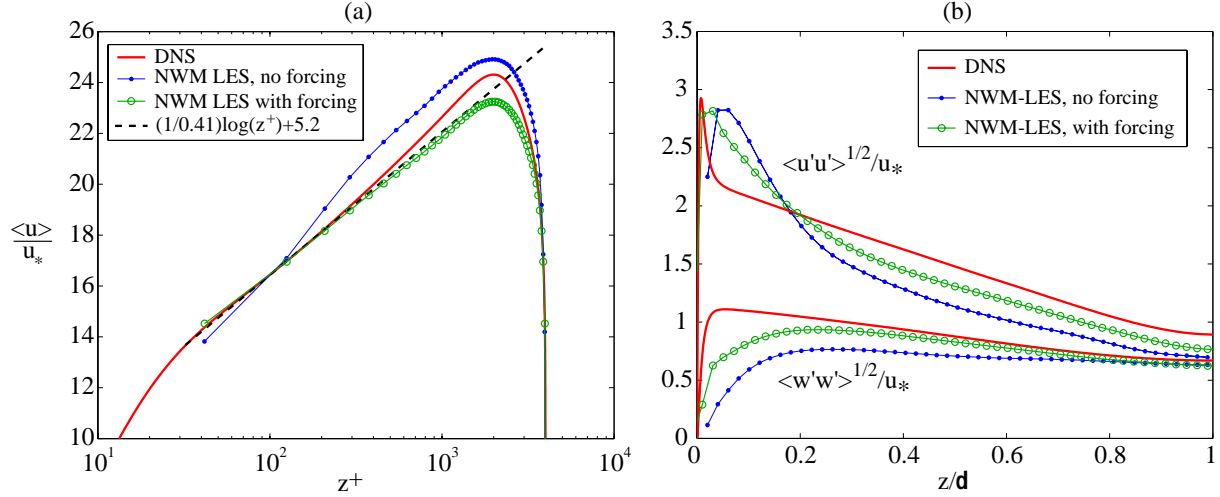 (a)
26
24
22
20
18
16
14
12
10
<u>
u*
DNS
NWM LES, no forcing
NWM LES with forcing
(1/0.41)log(z+)+5.2
10^1
10^2
10^3
10^4
z+
(b)
3.5
3
2.5
2
1.5
1
0.5
0
DNS
NWM-LES, no forcing
NWM-LES, with forcing
<u'u'>^1/2/u*
<w'w'>^1/2/u*
0
0.2
0.4
0.6
0.8
1
z/d